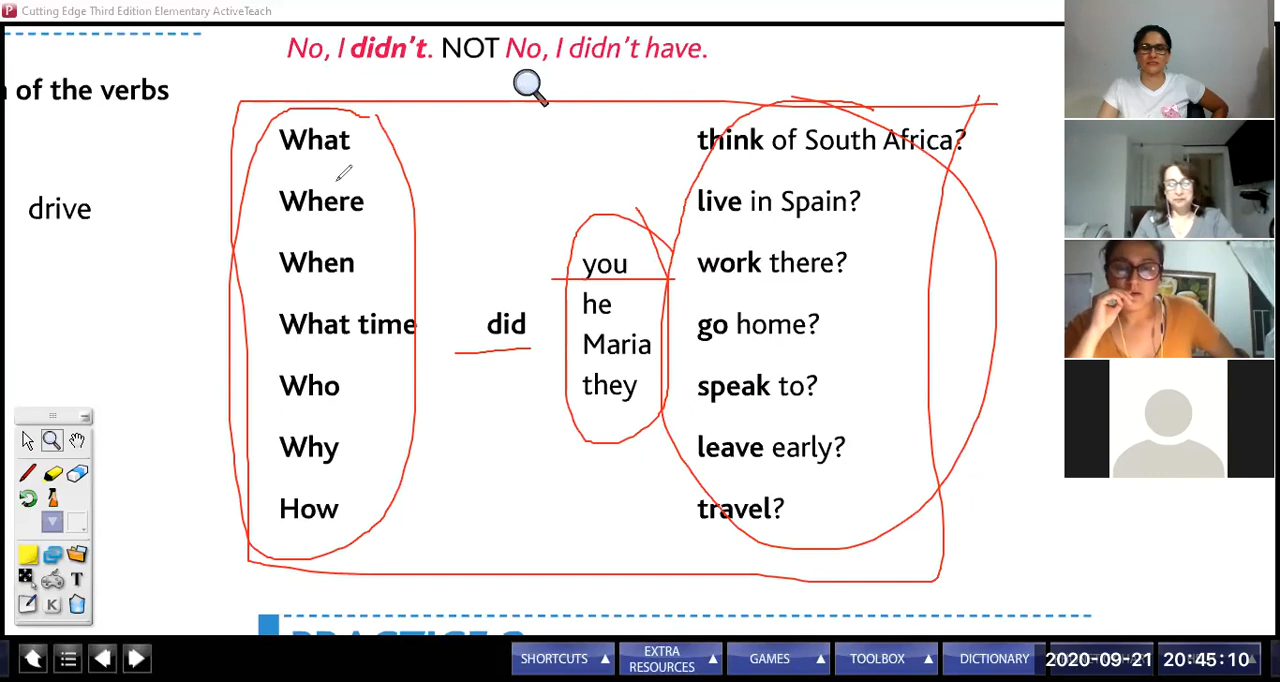 Cutting Edge Third Edition Elementary ActiveTeach
No, I didn't. NOT No, I didn't have.
of the verbs
drive
What think of South Africa?
Where live in Spain?
When you work there?
he
What time did go home?
Maria
Who they speak to?
Why leave early?
How travel?
SHORTCUTS
EXTRA RESOURCES
GAMES
TOOLBOX
DICTIONARY
2020-09-21 20:45:10